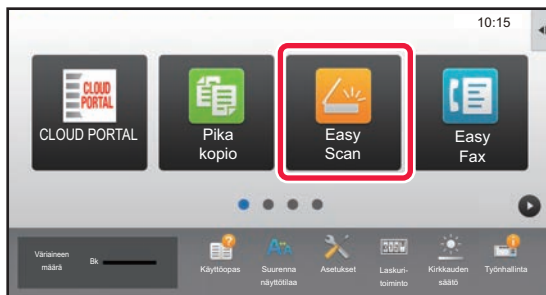 10:15
CLOUD
PORTAL
CLOUD PORTAL
Pika
kopio
Easy
Scan
Easy
Fax
Väriaineen
määrä
Bk
Käyttöopas
Suurenna
näyttötilaa
Asetukset
Laskuri-
toiminto
Kirkkauden
säätö
Työnhallinta